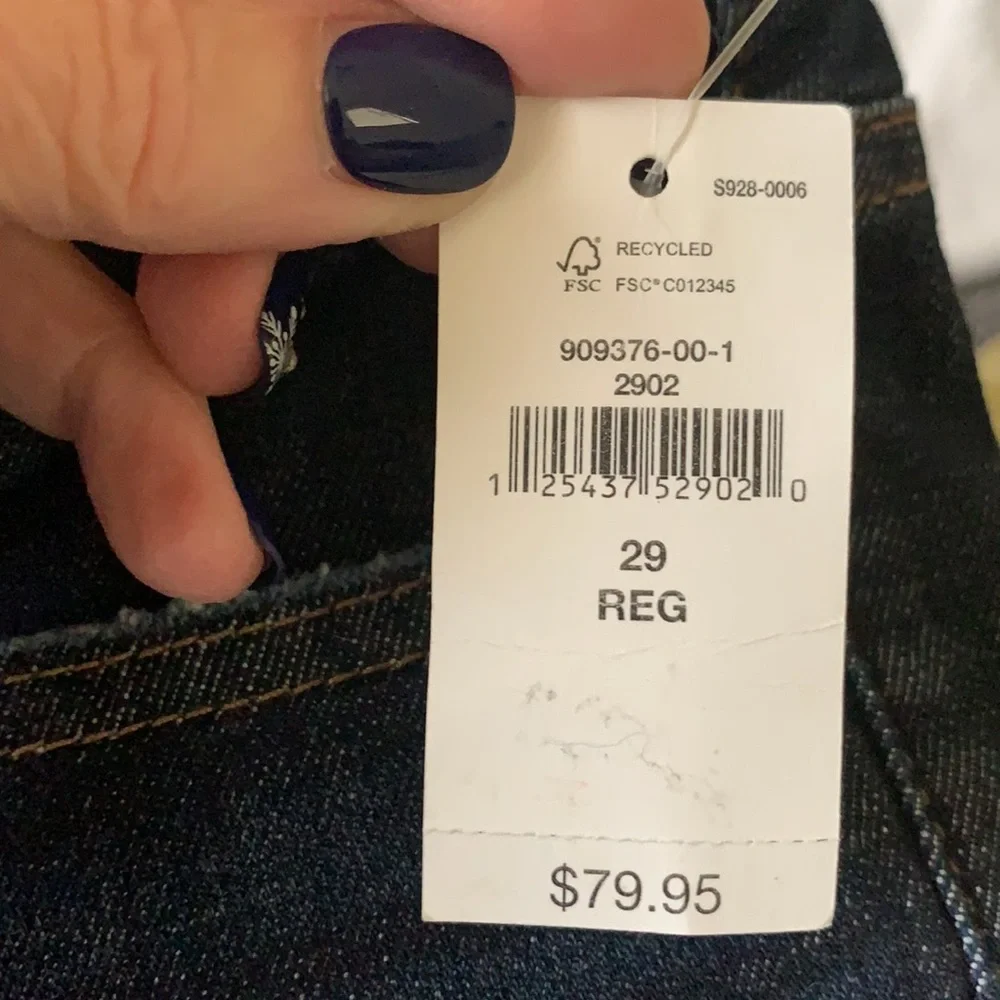 S928-0006
RECYCLED
FSC FSC® C012345
909376-00-1
2902
1 25437 52902 0
29
REG
$79.95